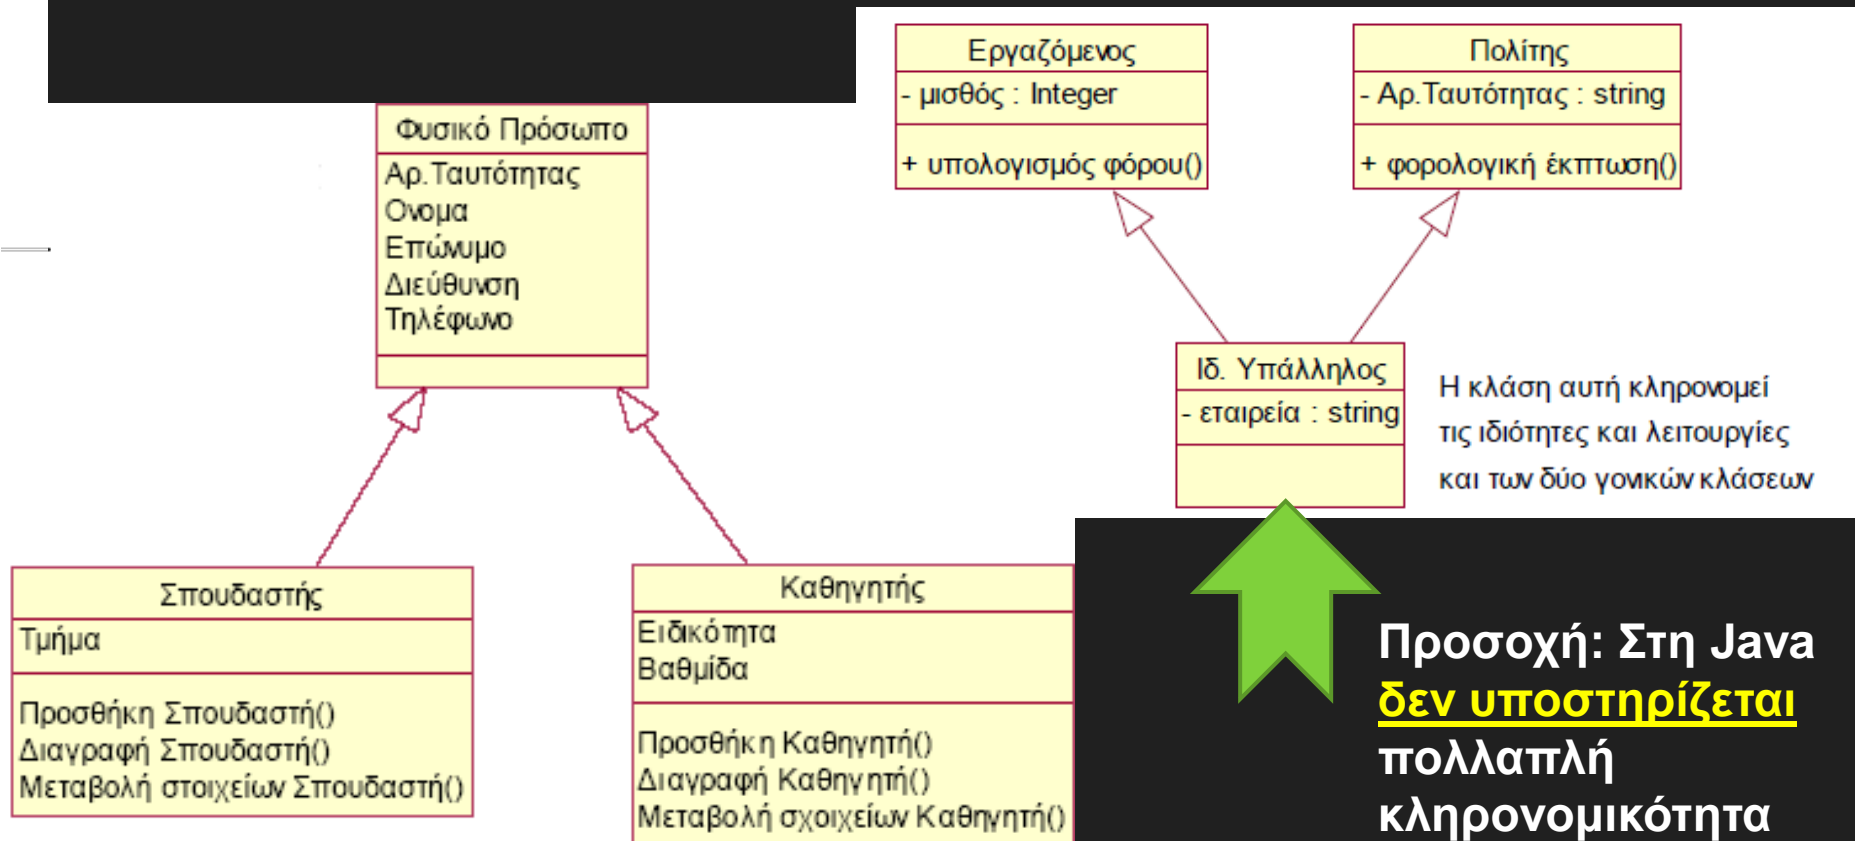 Φυσικό Πρόσωπο
Αρ.Ταυτότητας
Ονομα
Επώνυμο
Διεύθυνση
Τηλέφωνο
Σπουδαστής
Τμήμα
Προσθήκη Σπουδαστή()
Διαγραφή Σπουδαστή()
Μεταβολή στοιχείων Σπουδαστή()
Καθηγητής
Ειδικότητα
Βαθμίδα
Προσθήκη Καθηγητή()
Διαγραφή Καθηγητή()
Μεταβολή σχοιχείων Καθηγητή()
Εργαζόμενος
- μισθός : Integer
+ υπολογισμός φόρου()
Πολίτης
- Αρ.Ταυτότητας : string
+ φορολογική έκπτωση()
Ιδ. Υπάλληλος
- εταιρεία : string
Η κλάση αυτή κληρονομεί
τις ιδιότητες και λειτουργίες
και των δύο γονικών κλάσεων
Προσοχή: Στη Java
δεν υποστηρίζεται
πολλαπλή
κληρονομικότητα